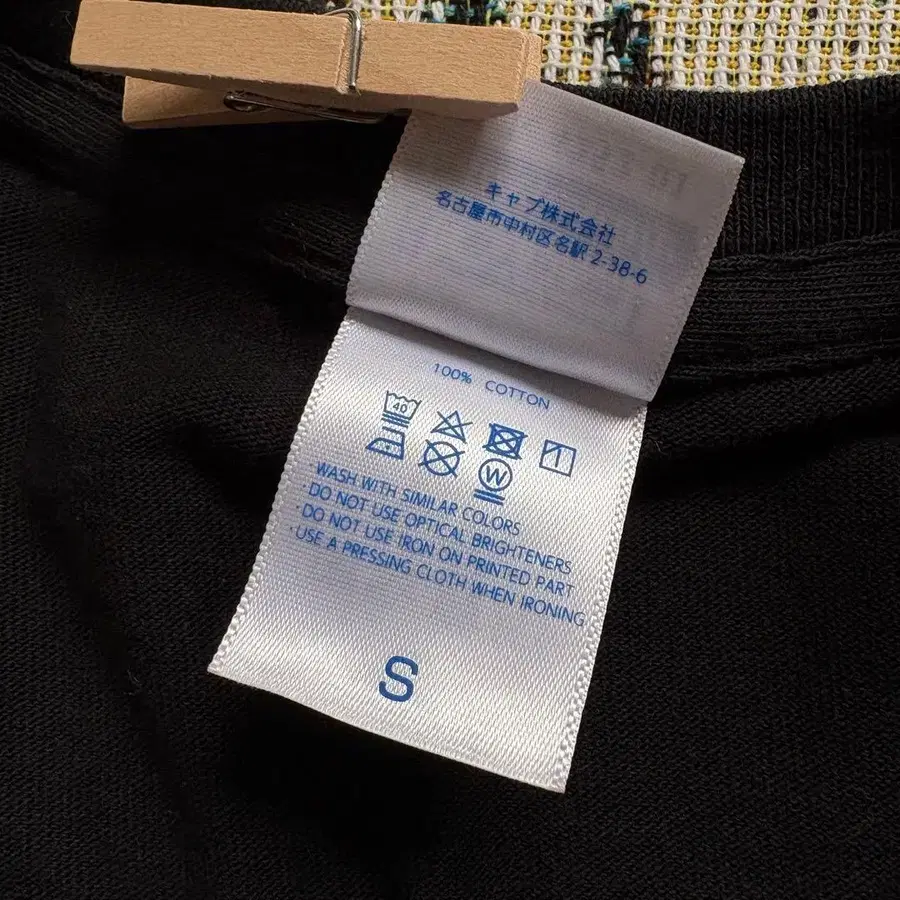 キャブ株式会社
名古屋市中村区名駅2-38-6
100% COTTON
40
W
WASH WITH SIMILAR COLORS
・DO NOT USE OPTICAL BRIGHTENERS
・DO NOT USE IRON ON PRINTED PART
・USE A PRESSING CLOTH WHEN IRONING
S